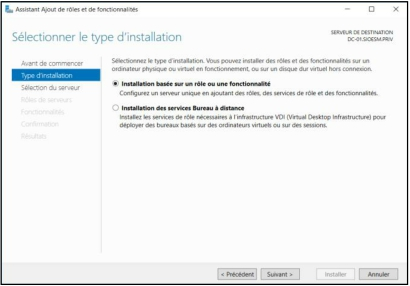 Assistant Ajout de rôles et de fonctionnalités
Sélectionner le type d'installation
SERVEUR DE DESTINATION
DC-01.SIOESM.PRIV
Avant de commencer
Type d'installation
Sélection du serveur
Rôles de serveurs
Fonctionnalités
Confirmation
Résultats
Sélectionnez le type d'installation. Vous pouvez installer des rôles et des fonctionnalités sur un
ordinateur physique ou virtuel en fonctionnement, ou sur un disque dur virtuel hors connexion.
Installation basée sur un rôle ou une fonctionnalité
Configurez un serveur unique en ajoutant des rôles, des services de rôle et des fonctionnalités.
Installation des services Bureau à distance
Installez les services de rôle nécessaires à l'infrastructure VDI (Virtual Desktop Infrastructure) pour
déployer des bureaux basés sur des ordinateurs virtuels ou sur des sessions.
< Précédent
Suivant >
Installer
Annuler